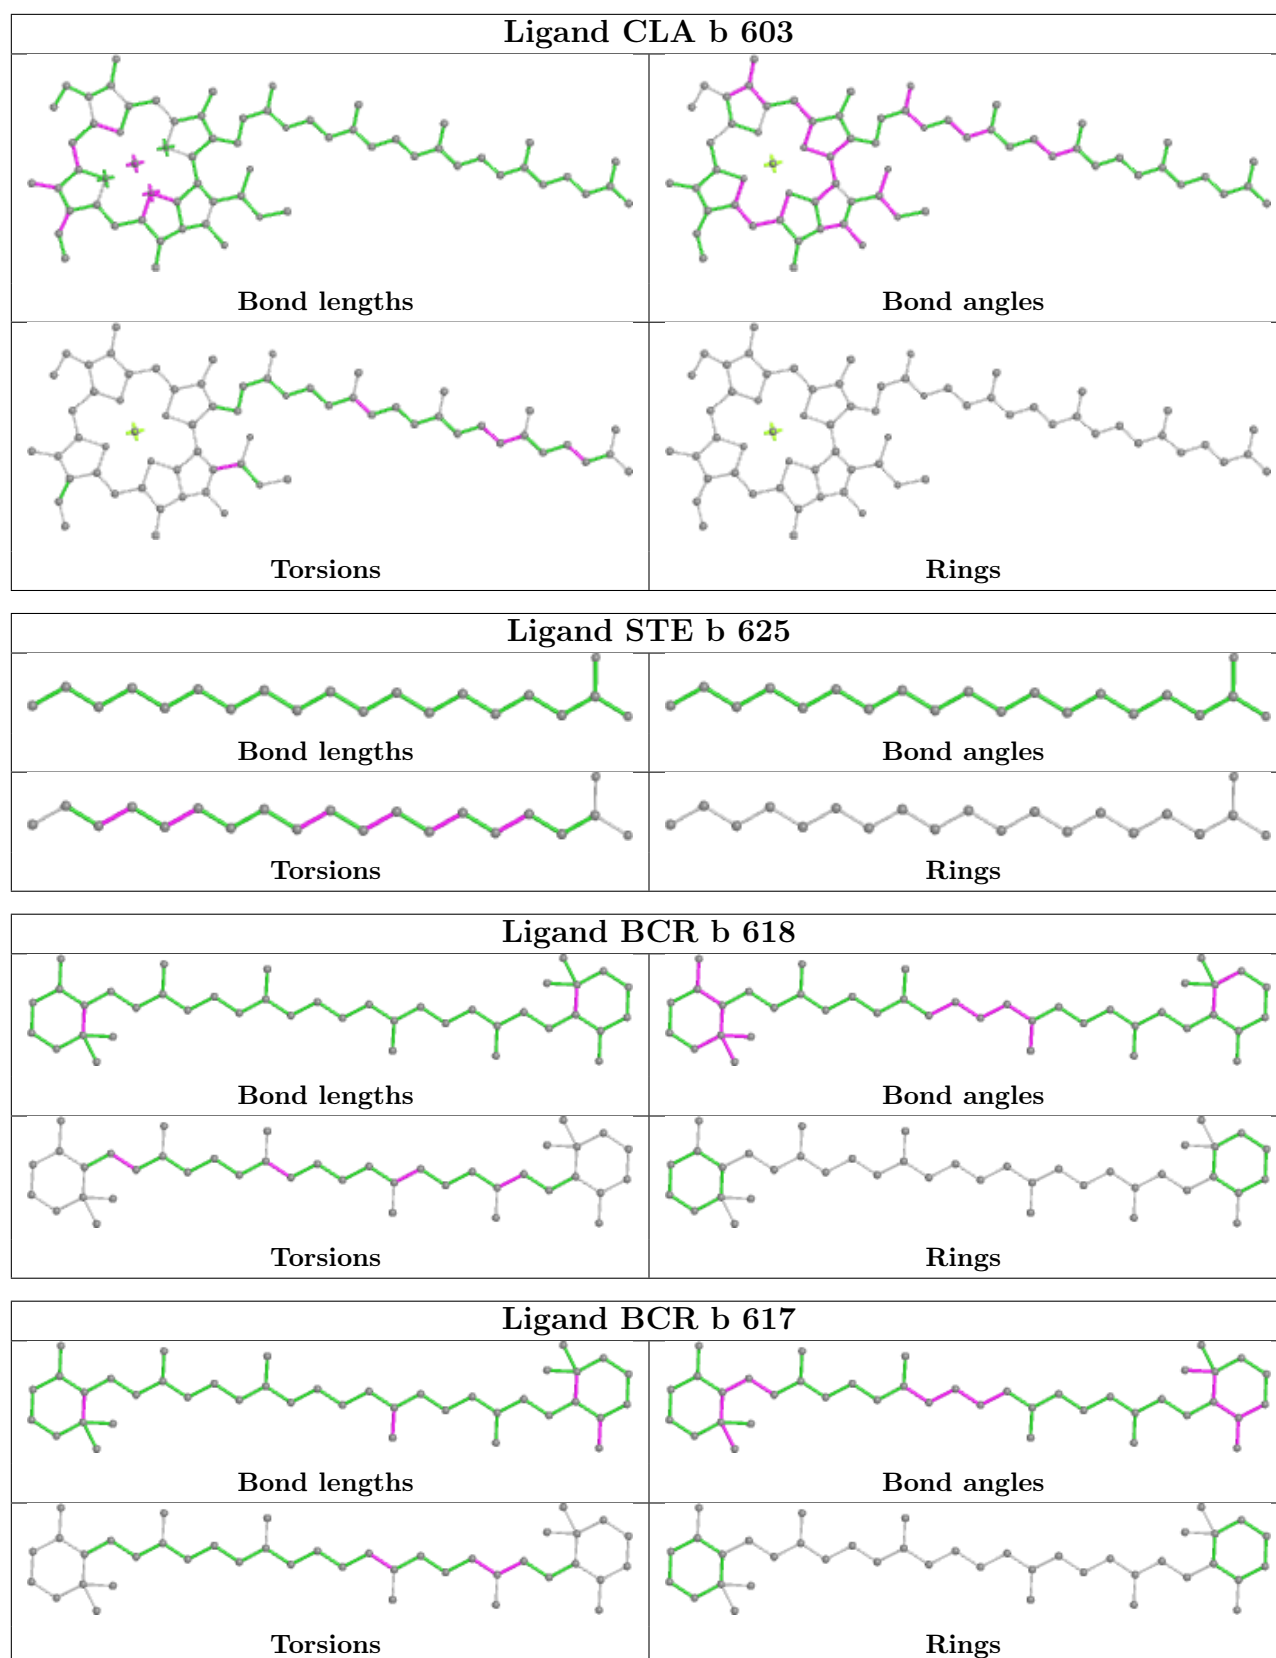 Ligand CLA b 603
Bond lengths
Bond angles
Torsions
Rings
Ligand STE b 625
Bond lengths
Bond angles
Torsions
Rings
Ligand BCR b 618
Bond lengths
Bond angles
Torsions
Rings
Ligand BCR b 617
Bond lengths
Bond angles
Torsions
Rings